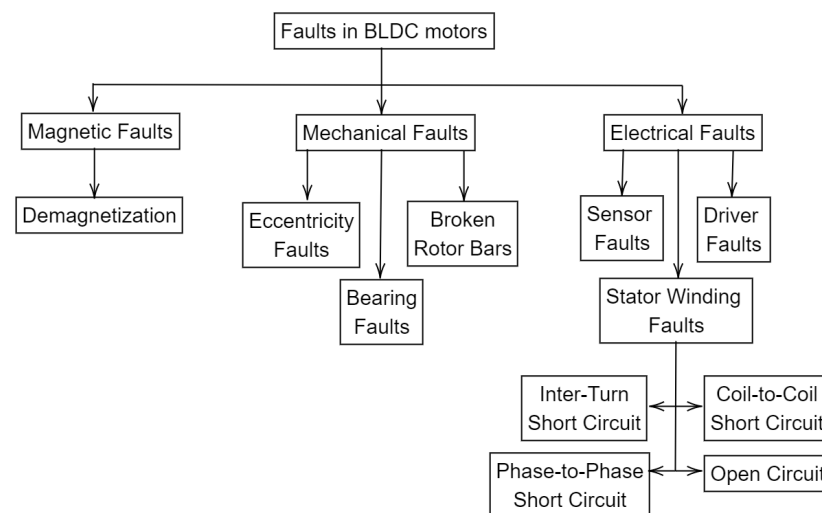 Faults in BLDC motors
Magnetic Faults
Mechanical Faults
Electrical Faults
Demagnetization
Eccentricity
Faults
Broken
Rotor Bars
Sensor
Faults
Driver
Faults
Bearing
Faults
Stator Winding
Faults
Inter-Turn
Short Circuit
Coil-to-Coil
Short Circuit
Phase-to-Phase
Short Circuit
Open Circuit